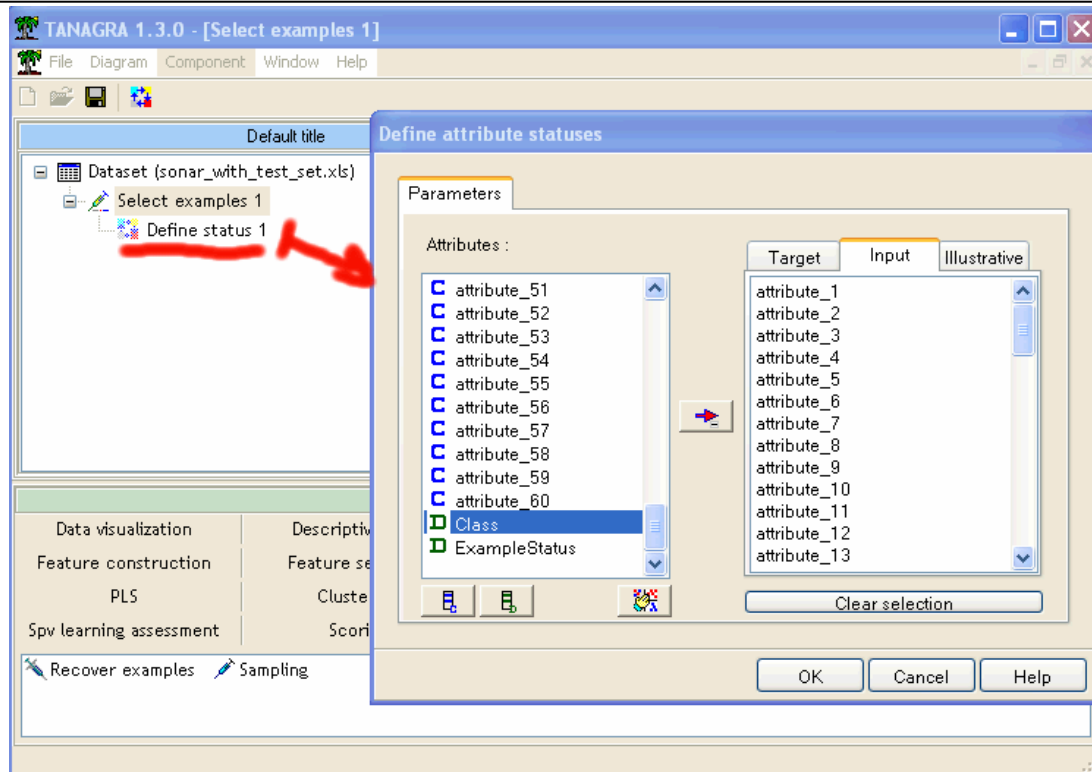 TANAGRA 1.3.0 - [Select examples 1]
File Diagram Component Window Help
Default title
Dataset (sonar_with_test_set.xls)
Select examples 1
Define status 1
Define attribute statuses
Parameters
Attributes :
attribute_51
attribute_52
attribute_53
attribute_54
attribute_55
attribute_56
attribute_57
attribute_58
attribute_59
attribute_60
Class
ExampleStatus
Target Input Illustrative
attribute_1
attribute_2
attribute_3
attribute_4
attribute_5
attribute_6
attribute_7
attribute_8
attribute_9
attribute_10
attribute_11
attribute_12
attribute_13
Clear selection
OK Cancel Help
Data visualization Descriptiv
Feature construction Feature se
PLS Cluste
Spv learning assessment Scori
Recover examples Sampling